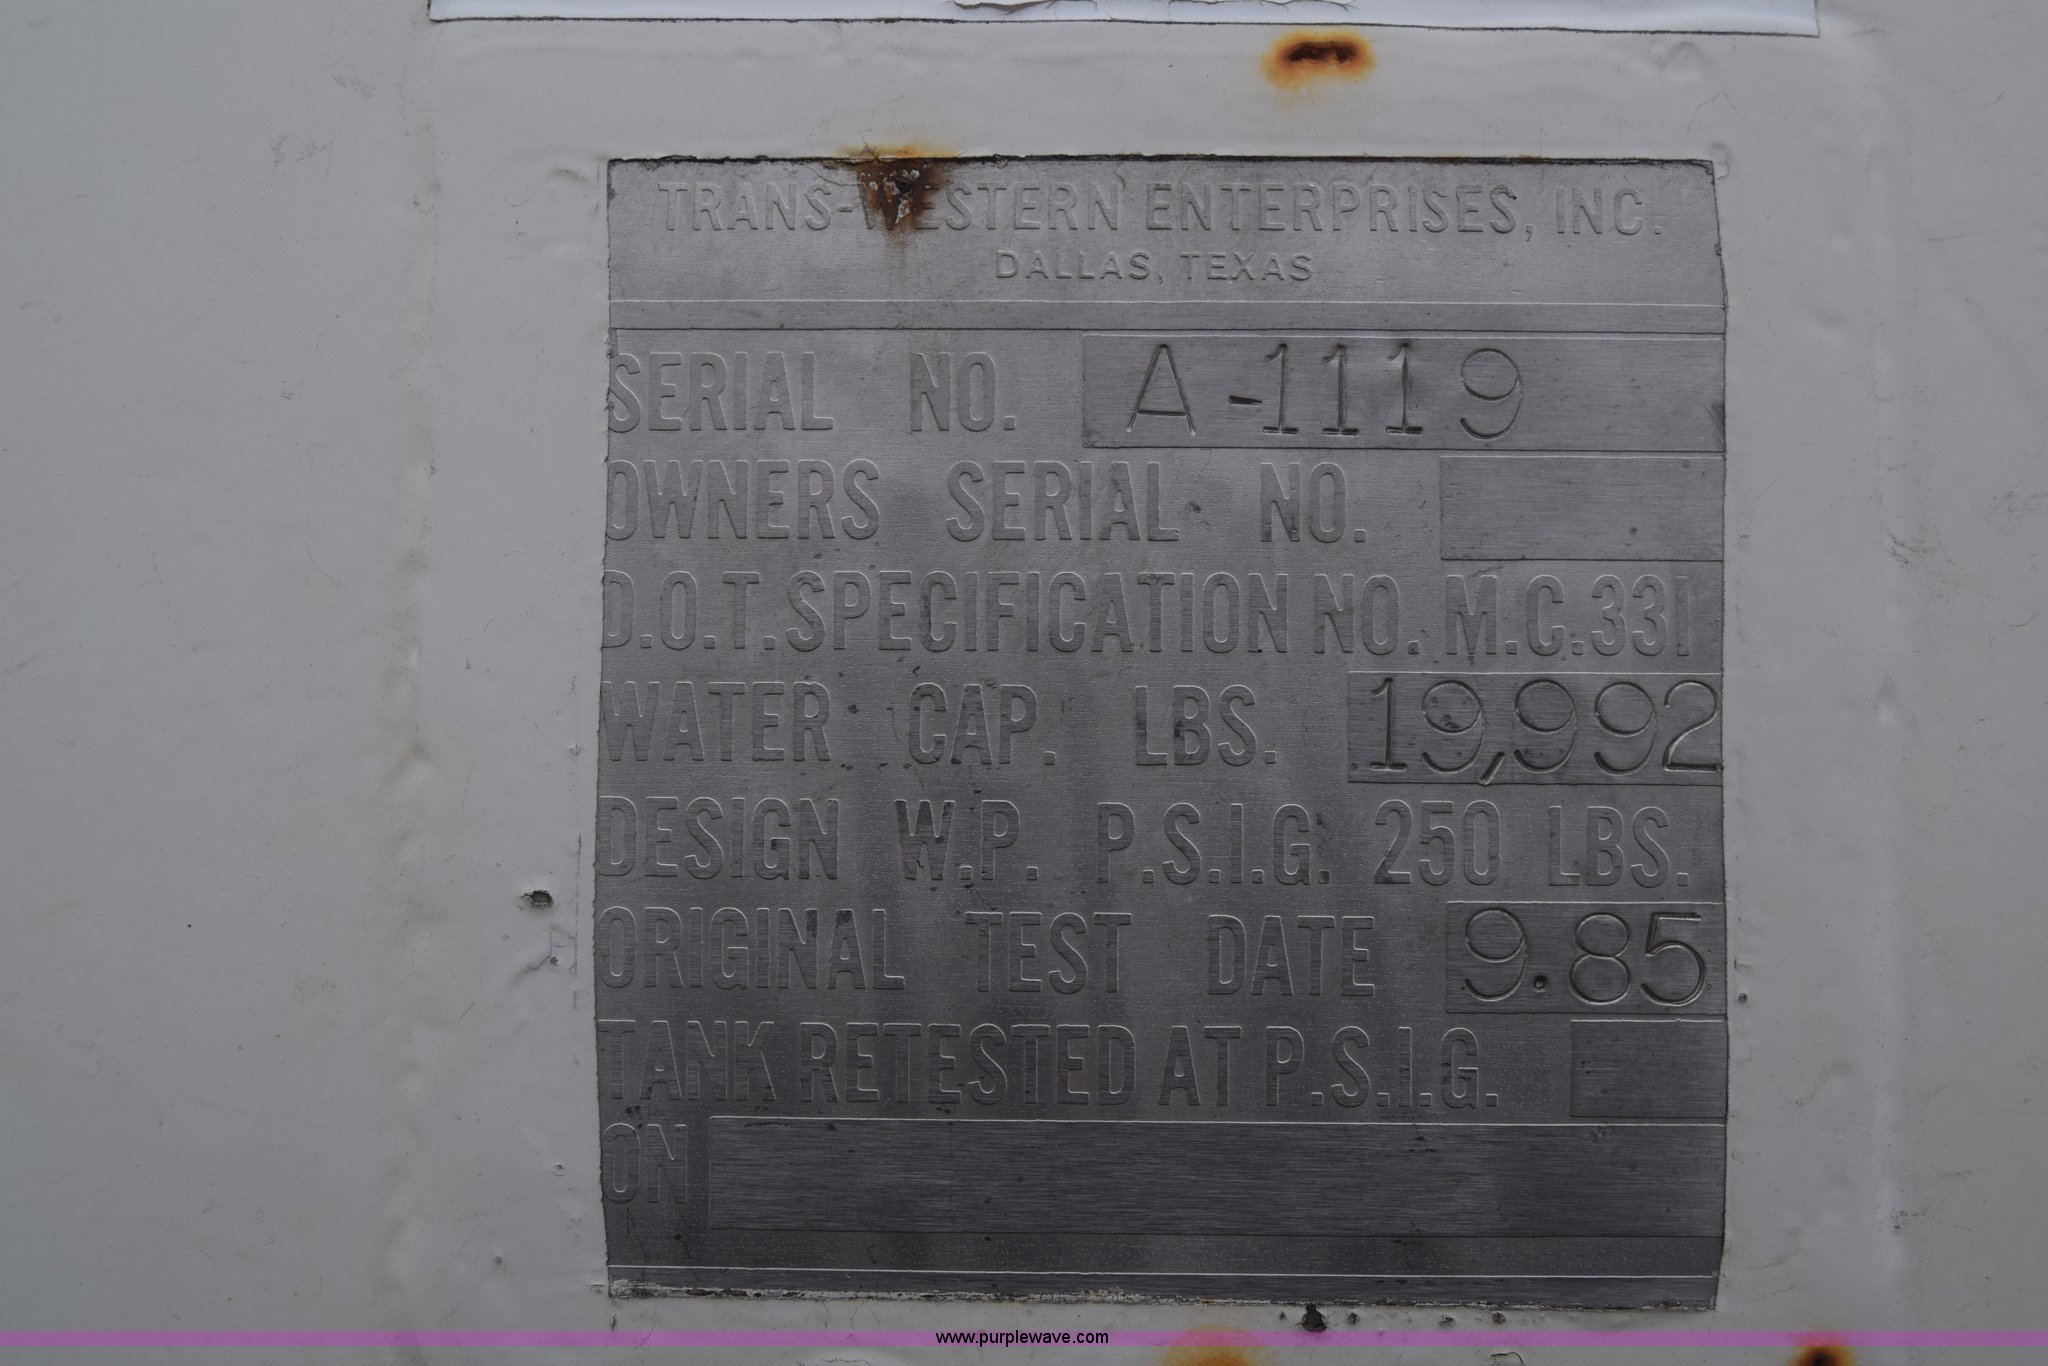 TRANS-WESTERN ENTERPRISES, INC.
DALLAS, TEXAS
SERIAL NO. A-1119
OWNERS SERIAL NO.
D.O.T. SPECIFICATION NO. M.C.331
WATER CAP. LBS. 19,992
DESIGN W.P. P.S.I.G. 250 LBS.
ORIGINAL TEST DATE 9.85
TANK RETESTED AT P.S.I.G.
ON
www.purplewave.com